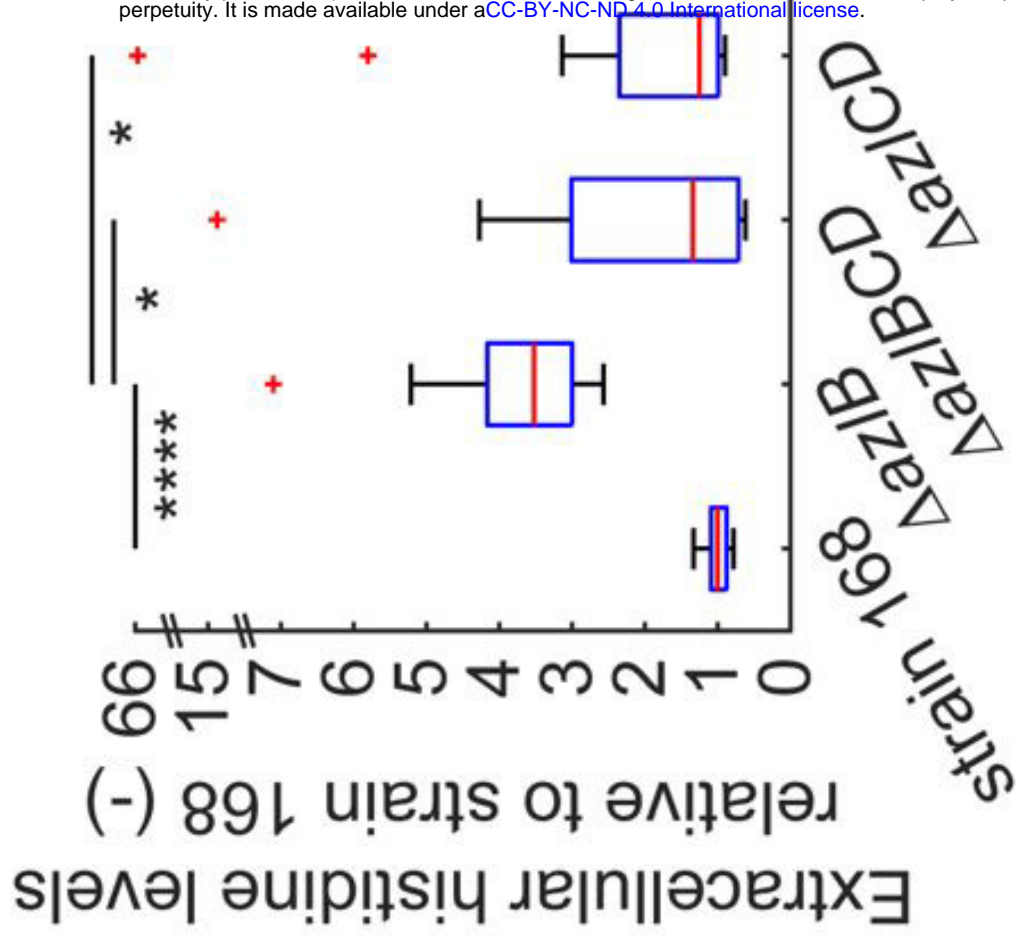 perpetuity. It is made available under aCC-BY-NC-ND 4.0 International license.
Extracellular histidine levels
relative to strain 168 (-)
66
15
7
6
5
4
3
2
1
0
*
*
****
strain 168
ΔazlB
ΔazlBCD
ΔazlCD